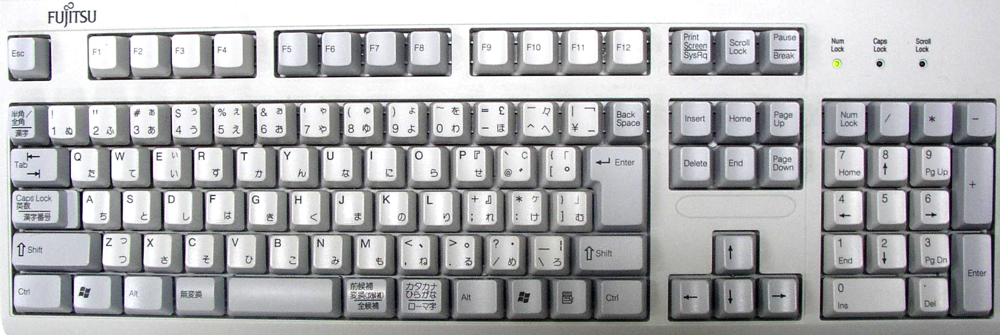 FUJITSU
Esc F1 F2 F3 F4 F5 F6 F7 F8 F9 F10 F11 F12
Print
Screen
SysRq
Scroll
Lock
Pause
Break
Num
Lock
Caps
Lock
Scroll
Lock
半角/
全角
漢字
! 1 ぬ
" 2 ふ
# ぁ 3 あ
$ ぅ 4 う
% ぇ 5 え
& ぉ 6 お
' ゃ 7 や
( ゅ 8 ゆ
) ょ 9 よ
~ を 0 わ
= £ - ほ
¯ 々 ^ へ
| ¬ ¥ _
Back
Space
Insert
Home
Page
Up
Num
Lock
/
*
-
Tab
Q た
W て
E ぃ い
R す
T か
Y ん
U な
I に
O ら
P 『 せ
` C @ ゛
{ 「 [ ゜
Enter
Delete
End
Page
Down
7
Home
8
↑
9
Pg Up
+
Caps Lock
英数
漢字番号
A ち
S と
D し
F は
G き
H く
J ま
K の
L り
+ 』 ; れ
* ヶ : け
} 」 ] む
4
←
5
6
→
⇧ Shift
Z っ つ
X さ
C そ
V ひ
B こ
N み
M も
< 、 , ね
> 。 . る
? ・ / め
_ ¦ \ ろ
⇧ Shift
↑
1
End
2
↓
3
Pg Dn
Enter
Ctrl
Alt
無変換
前候補
変換(次候補)
全候補
カタカナ
ひらがな
ローマ字
Alt
Ctrl
←
↓
→
0
Ins
.
Del